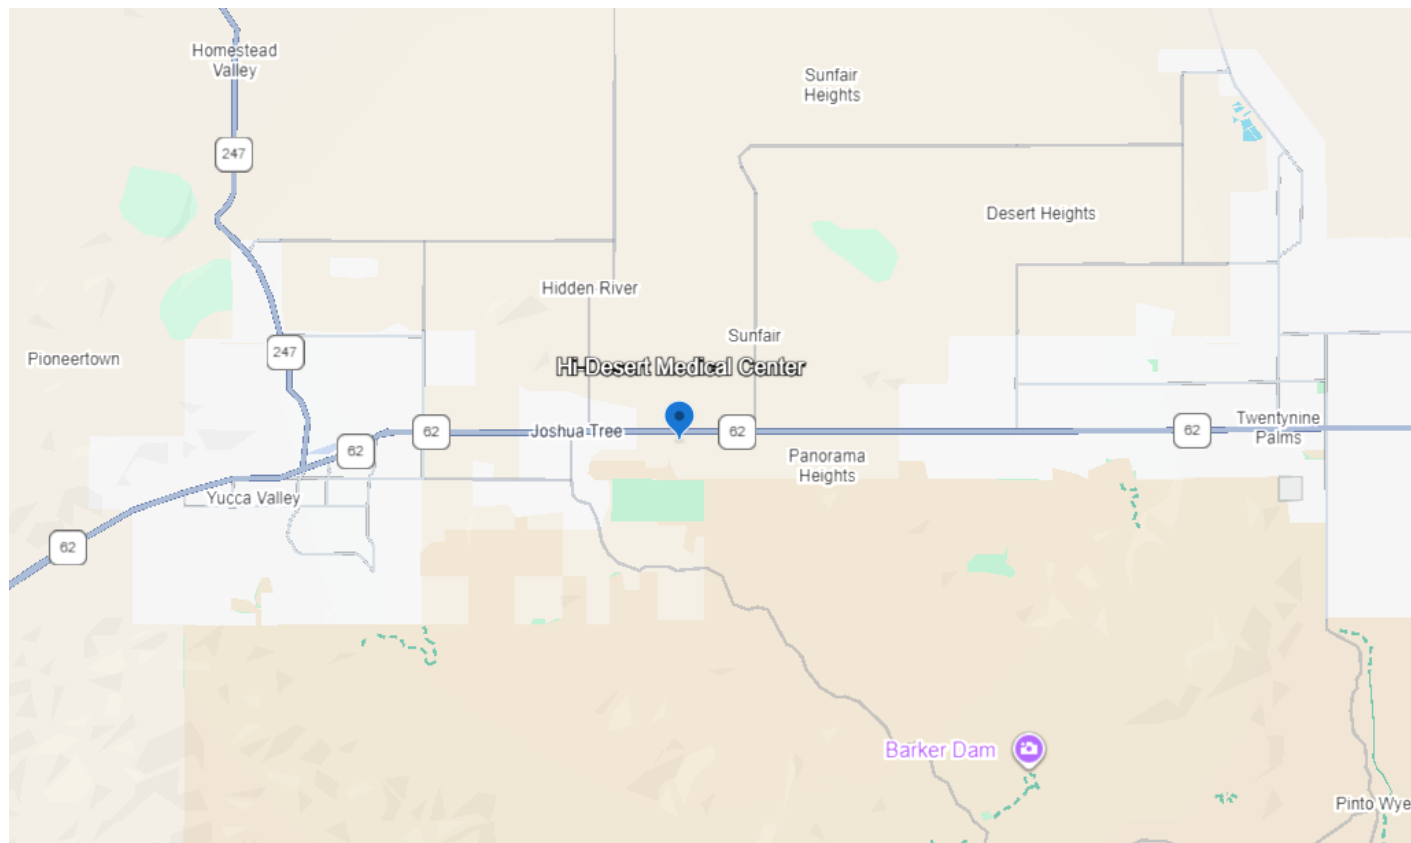 Homestead
Valley
Sunfair
Heights
247
Desert Heights
Hidden River
Sunfair
247
Pioneertown
Hi-Desert Medical Center
62
Joshua Tree
62
62
Twentynine
Palms
62
Panorama
Heights
Yucca Valley
62
Barker Dam
Pinto Wye